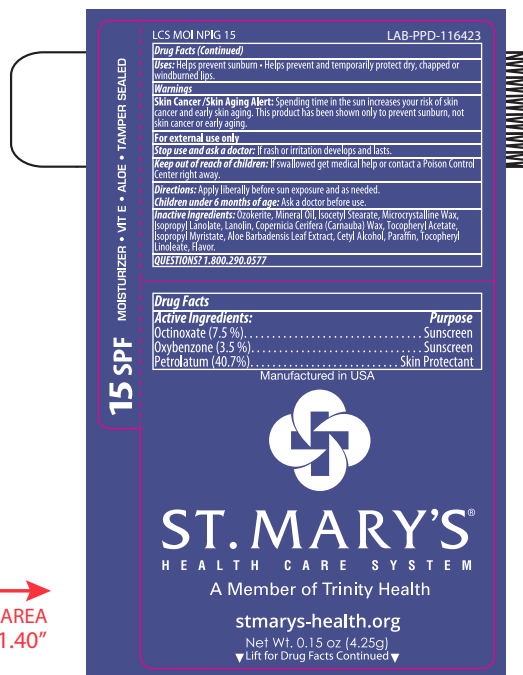 LCS MOI NPIG 15 LAB-PPD-116423
Drug Facts (Continued)
Uses: Helps prevent sunburn • Helps prevent and temporarily protect dry, chapped or
windburned lips.
Warnings
Skin Cancer /Skin Aging Alert: Spending time in the sun increases your risk of skin
cancer and early skin aging. This product has been shown only to prevent sunburn, not
skin cancer or early aging.
For external use only
Stop use and ask a doctor: If rash or irritation develops and lasts.
Keep out of reach of children: If swallowed get medical help or contact a Poison Control
Center right away.
Directions: Apply liberally before sun exposure and as needed.
Children under 6 months of age: Ask a doctor before use.
Inactive Ingredients: Ozokerite, Mineral Oil, Isocetyl Stearate, Microcrystalline Wax,
Isopropyl Lanolate, Lanolin, Copernicia Cerifera (Carnauba) Wax, Tocopheryl Acetate,
Isopropyl Myristate, Aloe Barbadensis Leaf Extract, Cetyl Alcohol, Paraffin, Tocopheryl
Linoleate, Flavor.
QUESTIONS? 1.800.290.0577
15 SPF MOISTURIZER • VIT E • ALOE • TAMPER SEALED
Drug Facts
Active Ingredients: Purpose
Octinoxate (7.5 %)................................Sunscreen
Oxybenzone (3.5 %)...............................Sunscreen
Petrolatum (40.7%)...........................Skin Protectant
Manufactured in USA
ST. MARY'S®
HEALTH CARE SYSTEM
A Member of Trinity Health
stmarys-health.org
Net Wt. 0.15 oz (4.25g)
▼Lift for Drug Facts Continued▼
AREA
1.40”